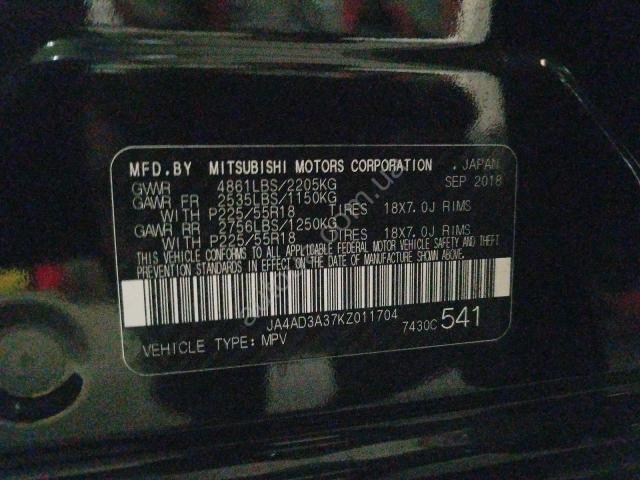 MFD.BY MITSUBISHI MOTORS CORPORATION , JAPAN
GVWR 4861LBS/2205KG SEP 2018
GAWR FR 2535LBS/1150KG
WITH P225/55R18 TIRES 18X7.0J RIMS
GAWR RR 2756LBS/1250KG
WITH P225/55R18 TIRES 18X7.0J RIMS
THIS VEHICLE CONFORMS TO ALL APPLICABLE FEDERAL MOTOR VEHICLE SAFETY AND THEFT
PREVENTION STANDARDS IN EFFECT ON THE DATE OF MANUFACTURE SHOWN ABOVE.
JA4AD3A37KZ011704
7430C 541
VEHICLE TYPE: MPV